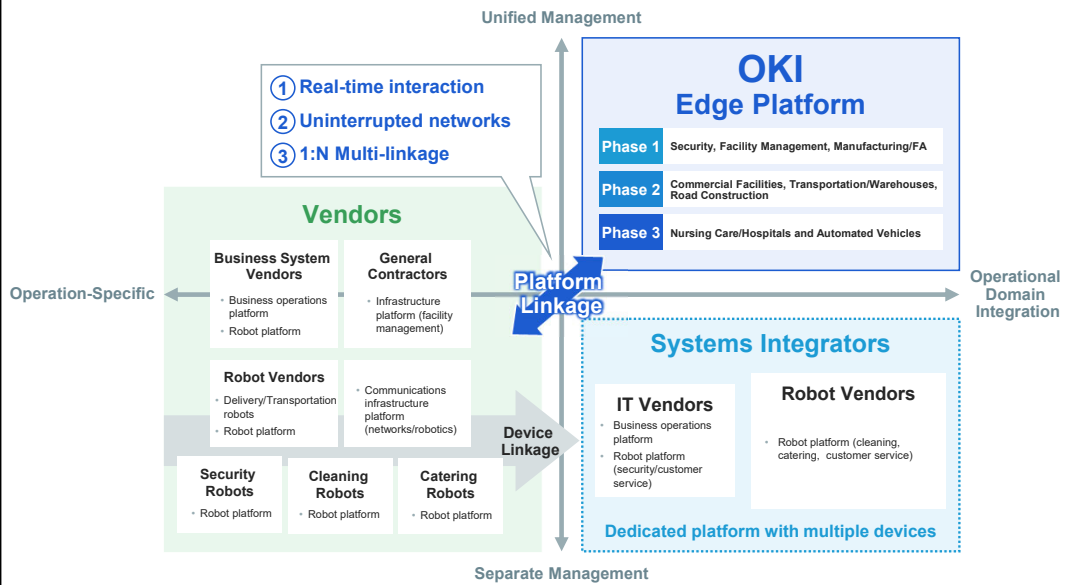 Unified Management
① Real-time interaction
② Uninterrupted networks
③ 1:N Multi-linkage
OKI
Edge Platform
Phase 1
Security, Facility Management, Manufacturing/FA
Phase 2
Commercial Facilities, Transportation/Warehouses,
Road Construction
Phase 3
Nursing Care/Hospitals and Automated Vehicles
Vendors
Business System
Vendors
• Business operations
platform
• Robot platform
General
Contractors
• Infrastructure
platform (facility
management)
Operation-Specific
Platform
Linkage
Operational
Domain
Integration
Robot Vendors
• Delivery/Transportation
robots
• Robot platform
• Communications
infrastructure
platform
(networks/robotics)
Device
Linkage
Security
Robots
• Robot platform
Cleaning
Robots
• Robot platform
Catering
Robots
• Robot platform
Systems Integrators
IT Vendors
• Business operations
platform
• Robot platform
(security/customer
service)
Robot Vendors
• Robot platform (cleaning,
catering, customer service)
Dedicated platform with multiple devices
Separate Management